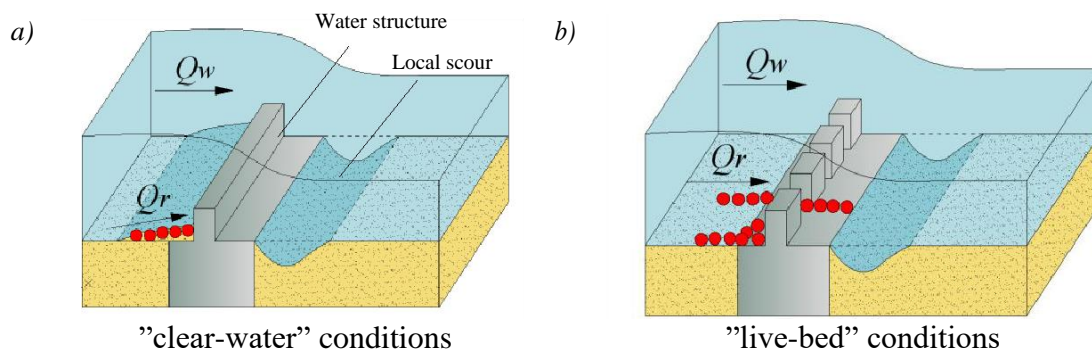 a)
Water structure
Local scour
Qw
Qr
”clear-water” conditions
b)
Qw
Qr
”live-bed” conditions